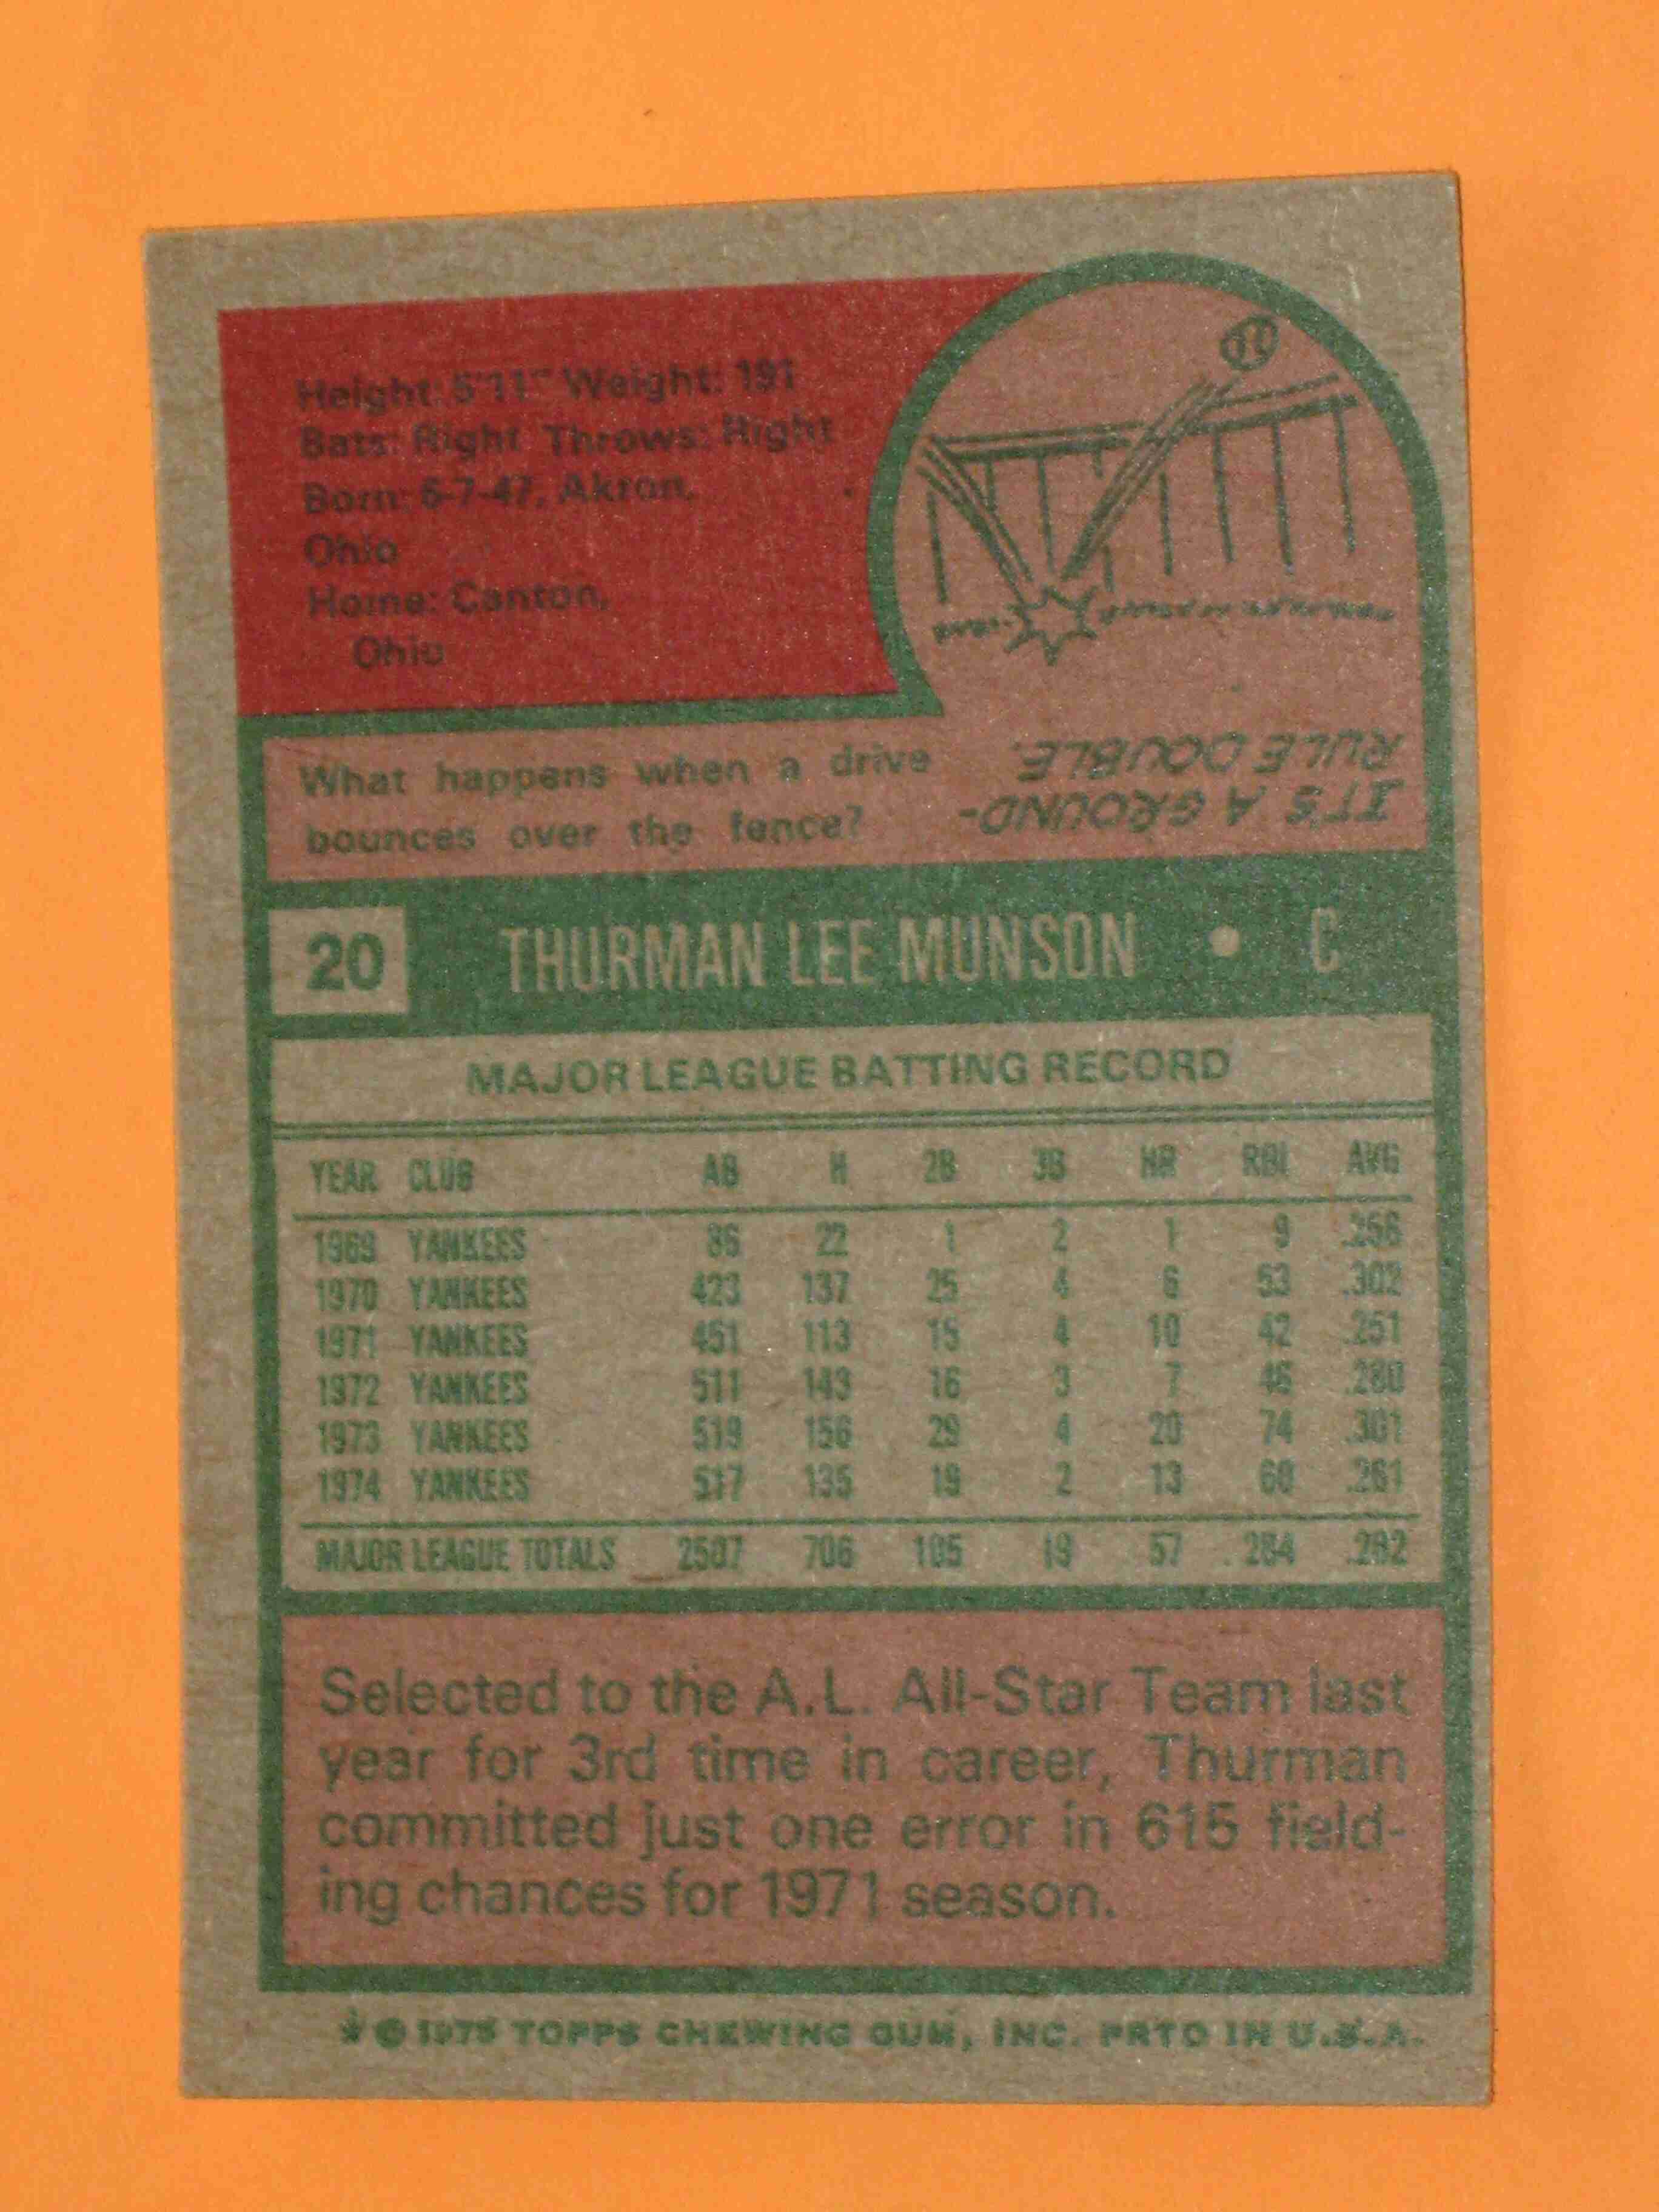 Height: 5'11" Weight: 191
Bats: Right Throws: Right
Born: 6-7-47, Akron,
Ohio
Home: Canton,
Ohio
What happens when a drive
bounces over the fence?
IT'S A GROUND-
RULE DOUBLE.
20 THURMAN LEE MUNSON • C
MAJOR LEAGUE BATTING RECORD
YEAR CLUB AB H 2B 3B HR RBI AVG
1969 YANKEES 86 22 1 2 1 9 .256
1970 YANKEES 423 137 25 4 6 53 .302
1971 YANKEES 451 113 15 4 10 42 .251
1972 YANKEES 511 143 16 3 7 46 .280
1973 YANKEES 519 156 29 4 20 74 .301
1974 YANKEES 517 135 19 2 13 60 .261
MAJOR LEAGUE TOTALS 2507 706 105 19 57 284 .282
Selected to the A.L. All-Star Team last
year for 3rd time in career, Thurman
committed just one error in 615 field-
ing chances for 1971 season.
* © 1975 TOPPS CHEWING GUM, INC. PRTD IN U.S.A.